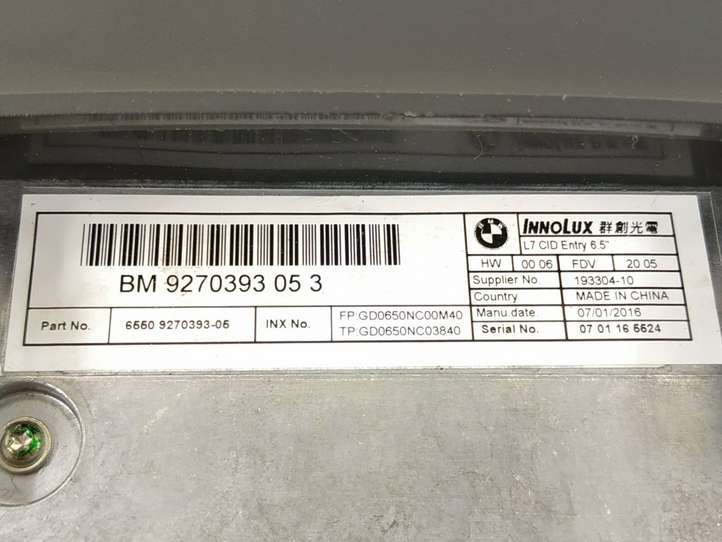 BM 9270393 05 3
Part No. 6550 9270393-05 INX No. FP:GD0650NC00M40
TP:GD0650NC03840
INNOLUX 群創光電
L7 CID Entry 6.5"
HW 00 06 FDV 20 05
Supplier No. 193304-10
Country MADE IN CHINA
Manu.date 07/01/2016
Serial No. 07 01 16 5524